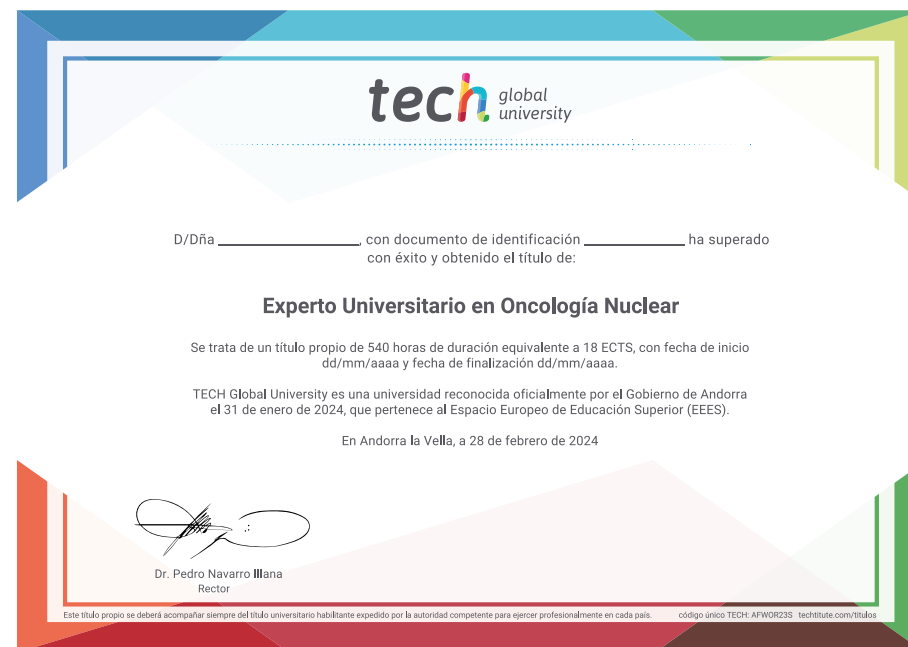 tech global university
D/Dña ____________________, con documento de identificación ______________ ha superado
con éxito y obtenido el título de:
Experto Universitario en Oncología Nuclear
Se trata de un título propio de 540 horas de duración equivalente a 18 ECTS, con fecha de inicio
dd/mm/aaaa y fecha de finalización dd/mm/aaaa.
TECH Global University es una universidad reconocida oficialmente por el Gobierno de Andorra
el 31 de enero de 2024, que pertenece al Espacio Europeo de Educación Superior (EEES).
En Andorra la Vella, a 28 de febrero de 2024
Dr. Pedro Navarro Illana
Rector
Este título propio se deberá acompañar siempre del título universitario habilitante expedido por la autoridad competente para ejercer profesionalmente en cada país. código único TECH: AFWOR23S techtitute.com/titulos